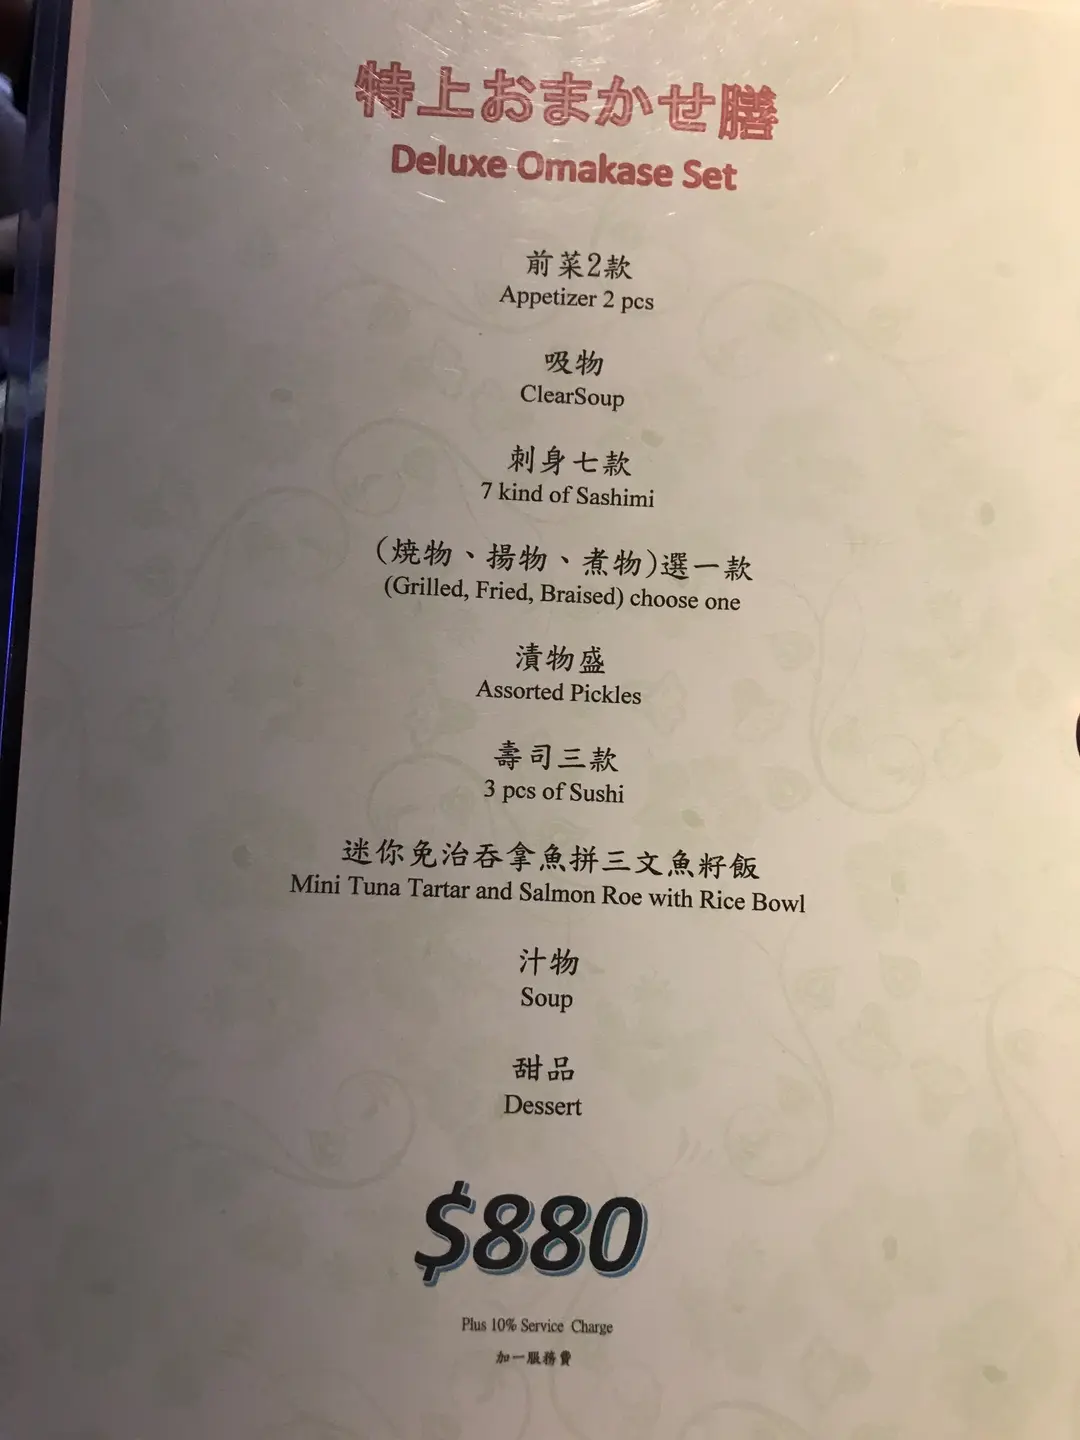 特上おまかせ膳
Deluxe Omakase Set
前菜2款
Appetizer 2 pcs
吸物
ClearSoup
刺身七款
7 kind of Sashimi
(燒物、揚物、煮物)選一款
(Grilled, Fried, Braised) choose one
漬物盛
Assorted Pickles
壽司三款
3 pcs of Sushi
迷你免治吞拿魚拼三文魚籽飯
Mini Tuna Tartar and Salmon Roe with Rice Bowl
汁物
Soup
甜品
Dessert
$880
Plus 10% Service Charge
加一服務費